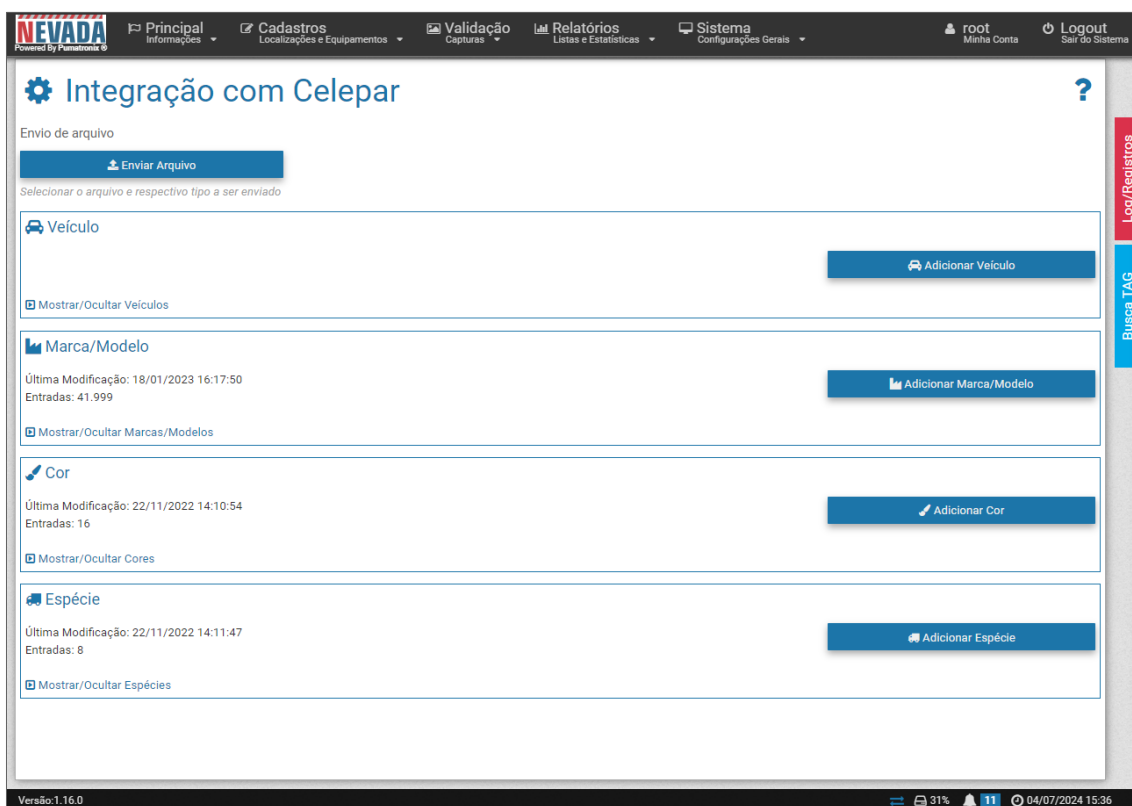 NEVADA
Powered By Pumatronix ®
Principal
Informações
Cadastros
Localizações e Equipamentos
Validação
Capturas
Relatórios
Listas e Estatísticas
Sistema
Configurações Gerais
root
Minha Conta
Logout
Sair do Sistema
Integração com Celepar
?
Envio de arquivo
Enviar Arquivo
Selecionar o arquivo e respectivo tipo a ser enviado
Veículo
Adicionar Veículo
Mostrar/Ocultar Veículos
Marca/Modelo
Última Modificação: 18/01/2023 16:17:50
Entradas: 41.999
Adicionar Marca/Modelo
Mostrar/Ocultar Marcas/Modelos
Cor
Última Modificação: 22/11/2022 14:10:54
Entradas: 16
Adicionar Cor
Mostrar/Ocultar Cores
Espécie
Última Modificação: 22/11/2022 14:11:47
Entradas: 8
Adicionar Espécie
Mostrar/Ocultar Espécies
Log/Registros
Busca TAG
Versão:1.16.0
31%
11
04/07/2024 15:36